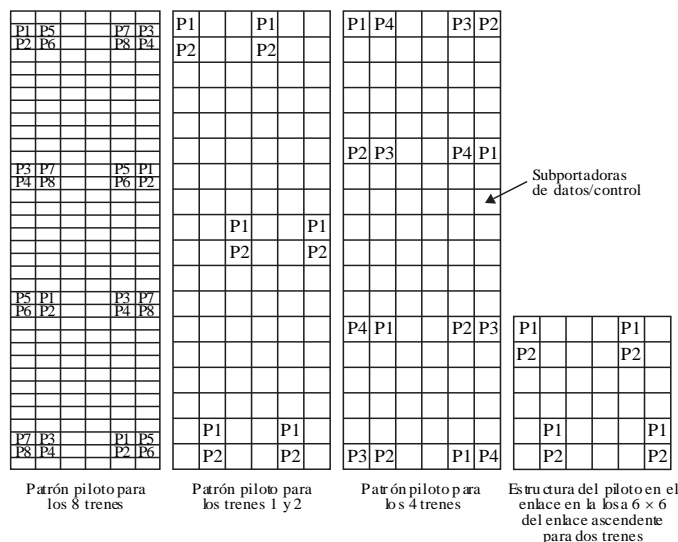 P1 P5 P7 P3
P2 P6 P8 P4
P3 P7 P5 P1
P4 P8 P6 P2
P5 P1 P3 P7
P6 P2 P4 P8
P7 P3 P1 P5
P8 P4 P2 P6
Patrón piloto para
los 8 trenes
P1 P1
P2 P2
P1 P1
P2 P2
P1 P1
P2 P2
Patrón piloto para
los trenes 1 y 2
P1 P4 P3 P2
P2 P3 P4 P1
P4 P1 P2 P3
P3 P2 P1 P4
Patrón piloto para
los 4 trenes
Subportadoras
de datos/control
P1 P1
P2 P2
P1 P1
P2 P2
Estructura del piloto en el
enlace en la losa 6 × 6
del enlace ascendente
para dos trenes